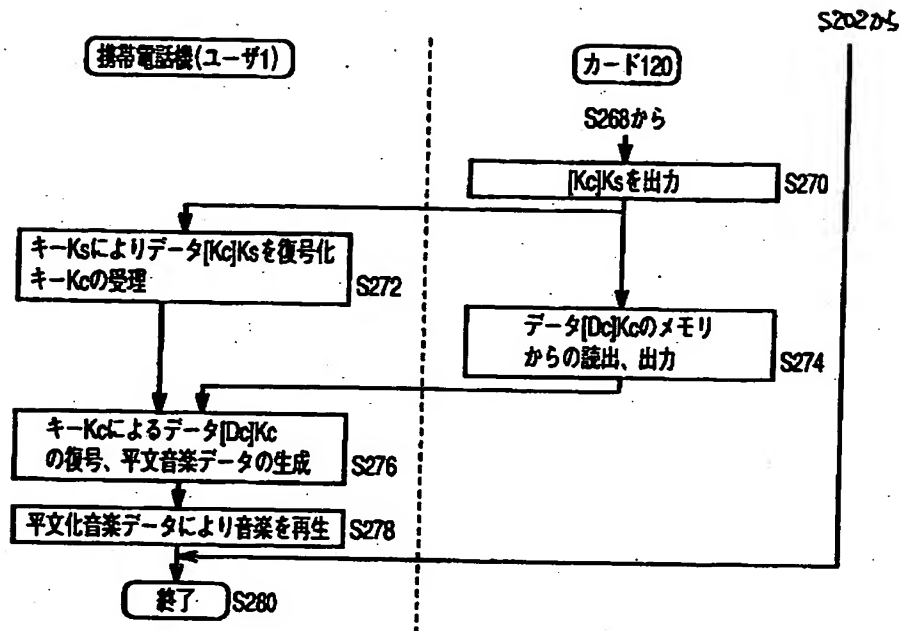 S202から
携帯電話機(ユーザ1)
カード120
S268から
[Kc]Ksを出力
S270
キーKsによりデータ[Kc]Ksを復号化
キーKcの受理
S272
データ[Dc]Kcのメモリ
からの読出、出力
S274
キーKcによるデータ[Dc]Kc
の復号、平文音楽データの生成
S276
平文化音楽データにより音楽を再生
S278
終了
S280